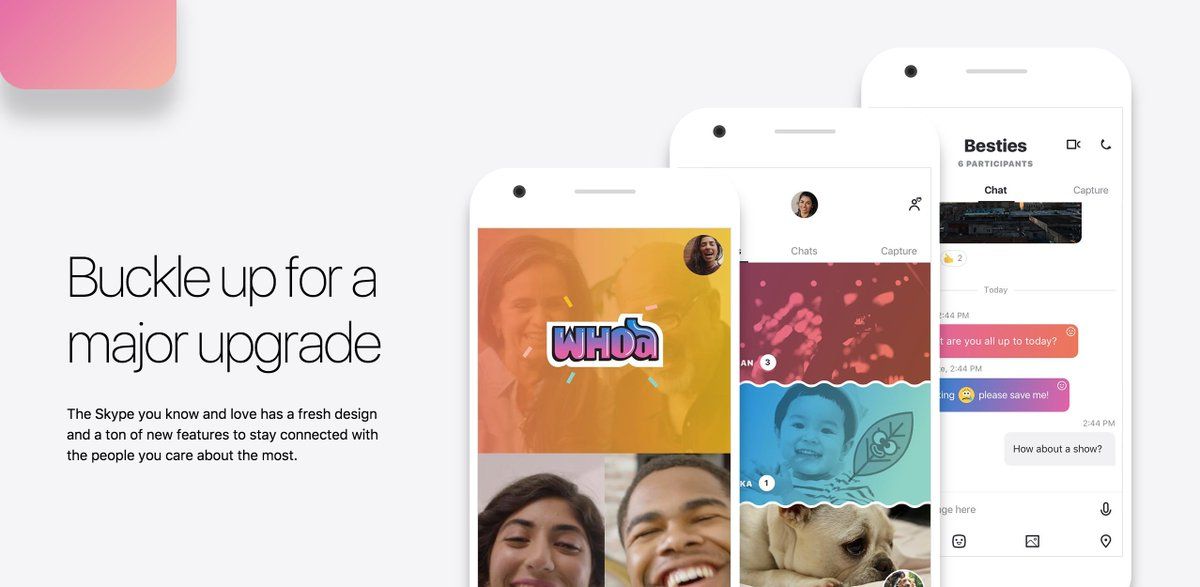 Buckle up for a
major upgrade
The Skype you know and love has a fresh design
and a ton of new features to stay connected with
the people you care about the most.
WHOA
Chats
Capture
3
1
Besties
6 PARTICIPANTS
Chat
Capture
2
Today
2:44 PM
are you all up to today?
2:44 PM
please save me!
2:44 PM
How about a show?
here